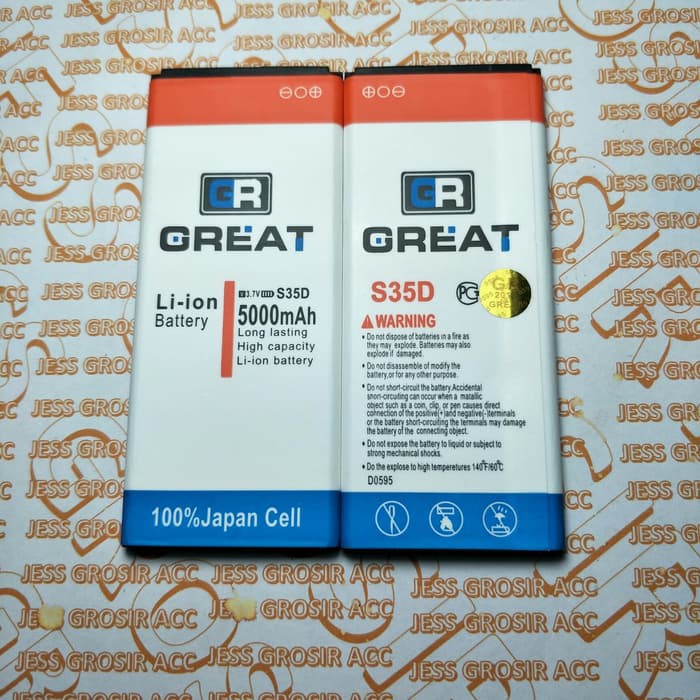 ⊖○⊕
GR
GREAT
Li-ion
Battery
3.7V S35D
5000mAh
Long lasting
High capacity
Li-ion battery
100%Japan Cell
⊕○⊖
GR
GREAT
S35D
PG
GREAT
WARNING
• Do not dispose of batteries in a fire as
they may explode. Batteries may also
explode if damaged.
• Do not disassemble of modify the
battery,or for any other purpose.
• Do not short-circuit the battery.Accidental
snort-circuiting can occur when a matallic
object such as a coin, clip, or pen causes direct
connection of the positive(+)and negative(-)terminals
or the battery short-circuiting the terminals may damage
the battery of the connecting object.
• Do not expose the battery to liquid or subject to
strong mechanical shocks.
• Do the explose to high temperetures 140°F/60°C
D0595
JESS GROSIR ACC